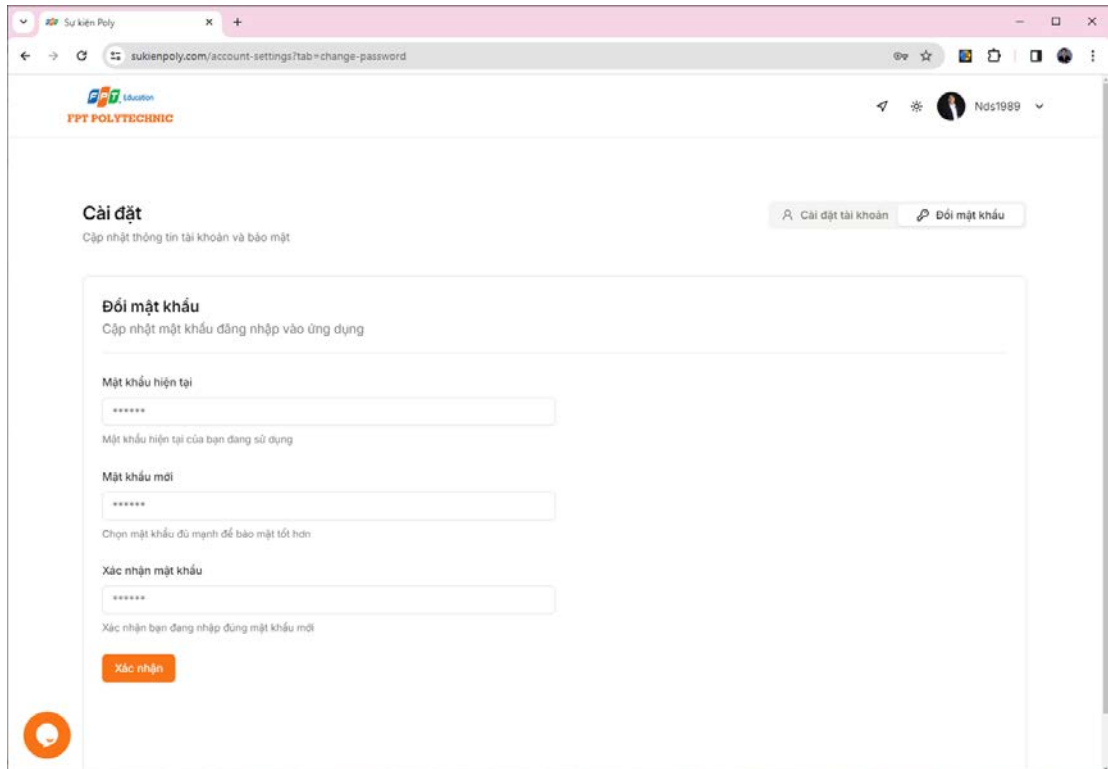 Sự kiện Poly
sukienpoly.com/account-settings?tab=change-password
FPT Education
FPT POLYTECHNIC
Nds1989
Cài đặt
Cập nhật thông tin tài khoản và bảo mật
Cài đặt tài khoản
Đổi mật khẩu
Đổi mật khẩu
Cập nhật mật khẩu đăng nhập vào ứng dụng
Mật khẩu hiện tại
******
Mật khẩu hiện tại của bạn đang sử dụng
Mật khẩu mới
******
Chọn mật khẩu đủ mạnh để bảo mật tốt hơn
Xác nhận mật khẩu
******
Xác nhận bạn đang nhập đúng mật khẩu mới
Xác nhận